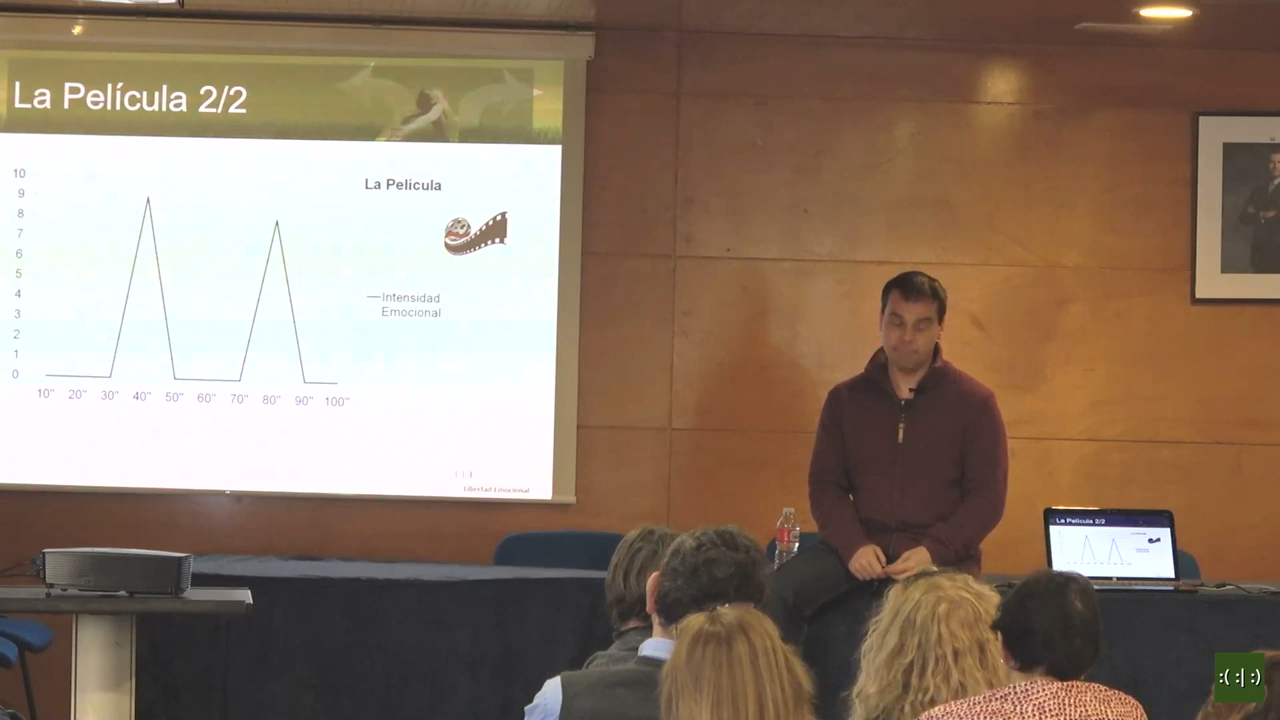 La Película 2/2
La Película
10
9
8
7
6
5
4
3
2
1
0
Intensidad
Emocional
10" 20" 30" 40" 50" 60" 70" 80" 90" 100"
Libertad Emocional
La Película 2/2
:( :| :)